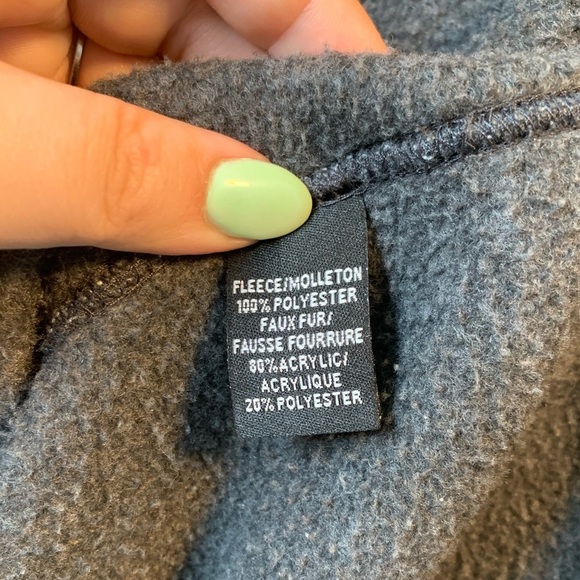 FLEECE/MOLLETON
100% POLYESTER
FAUX FUR/
FAUSSE FOURRURE
80% ACRYLIC/
ACRYLIQUE
20% POLYESTER